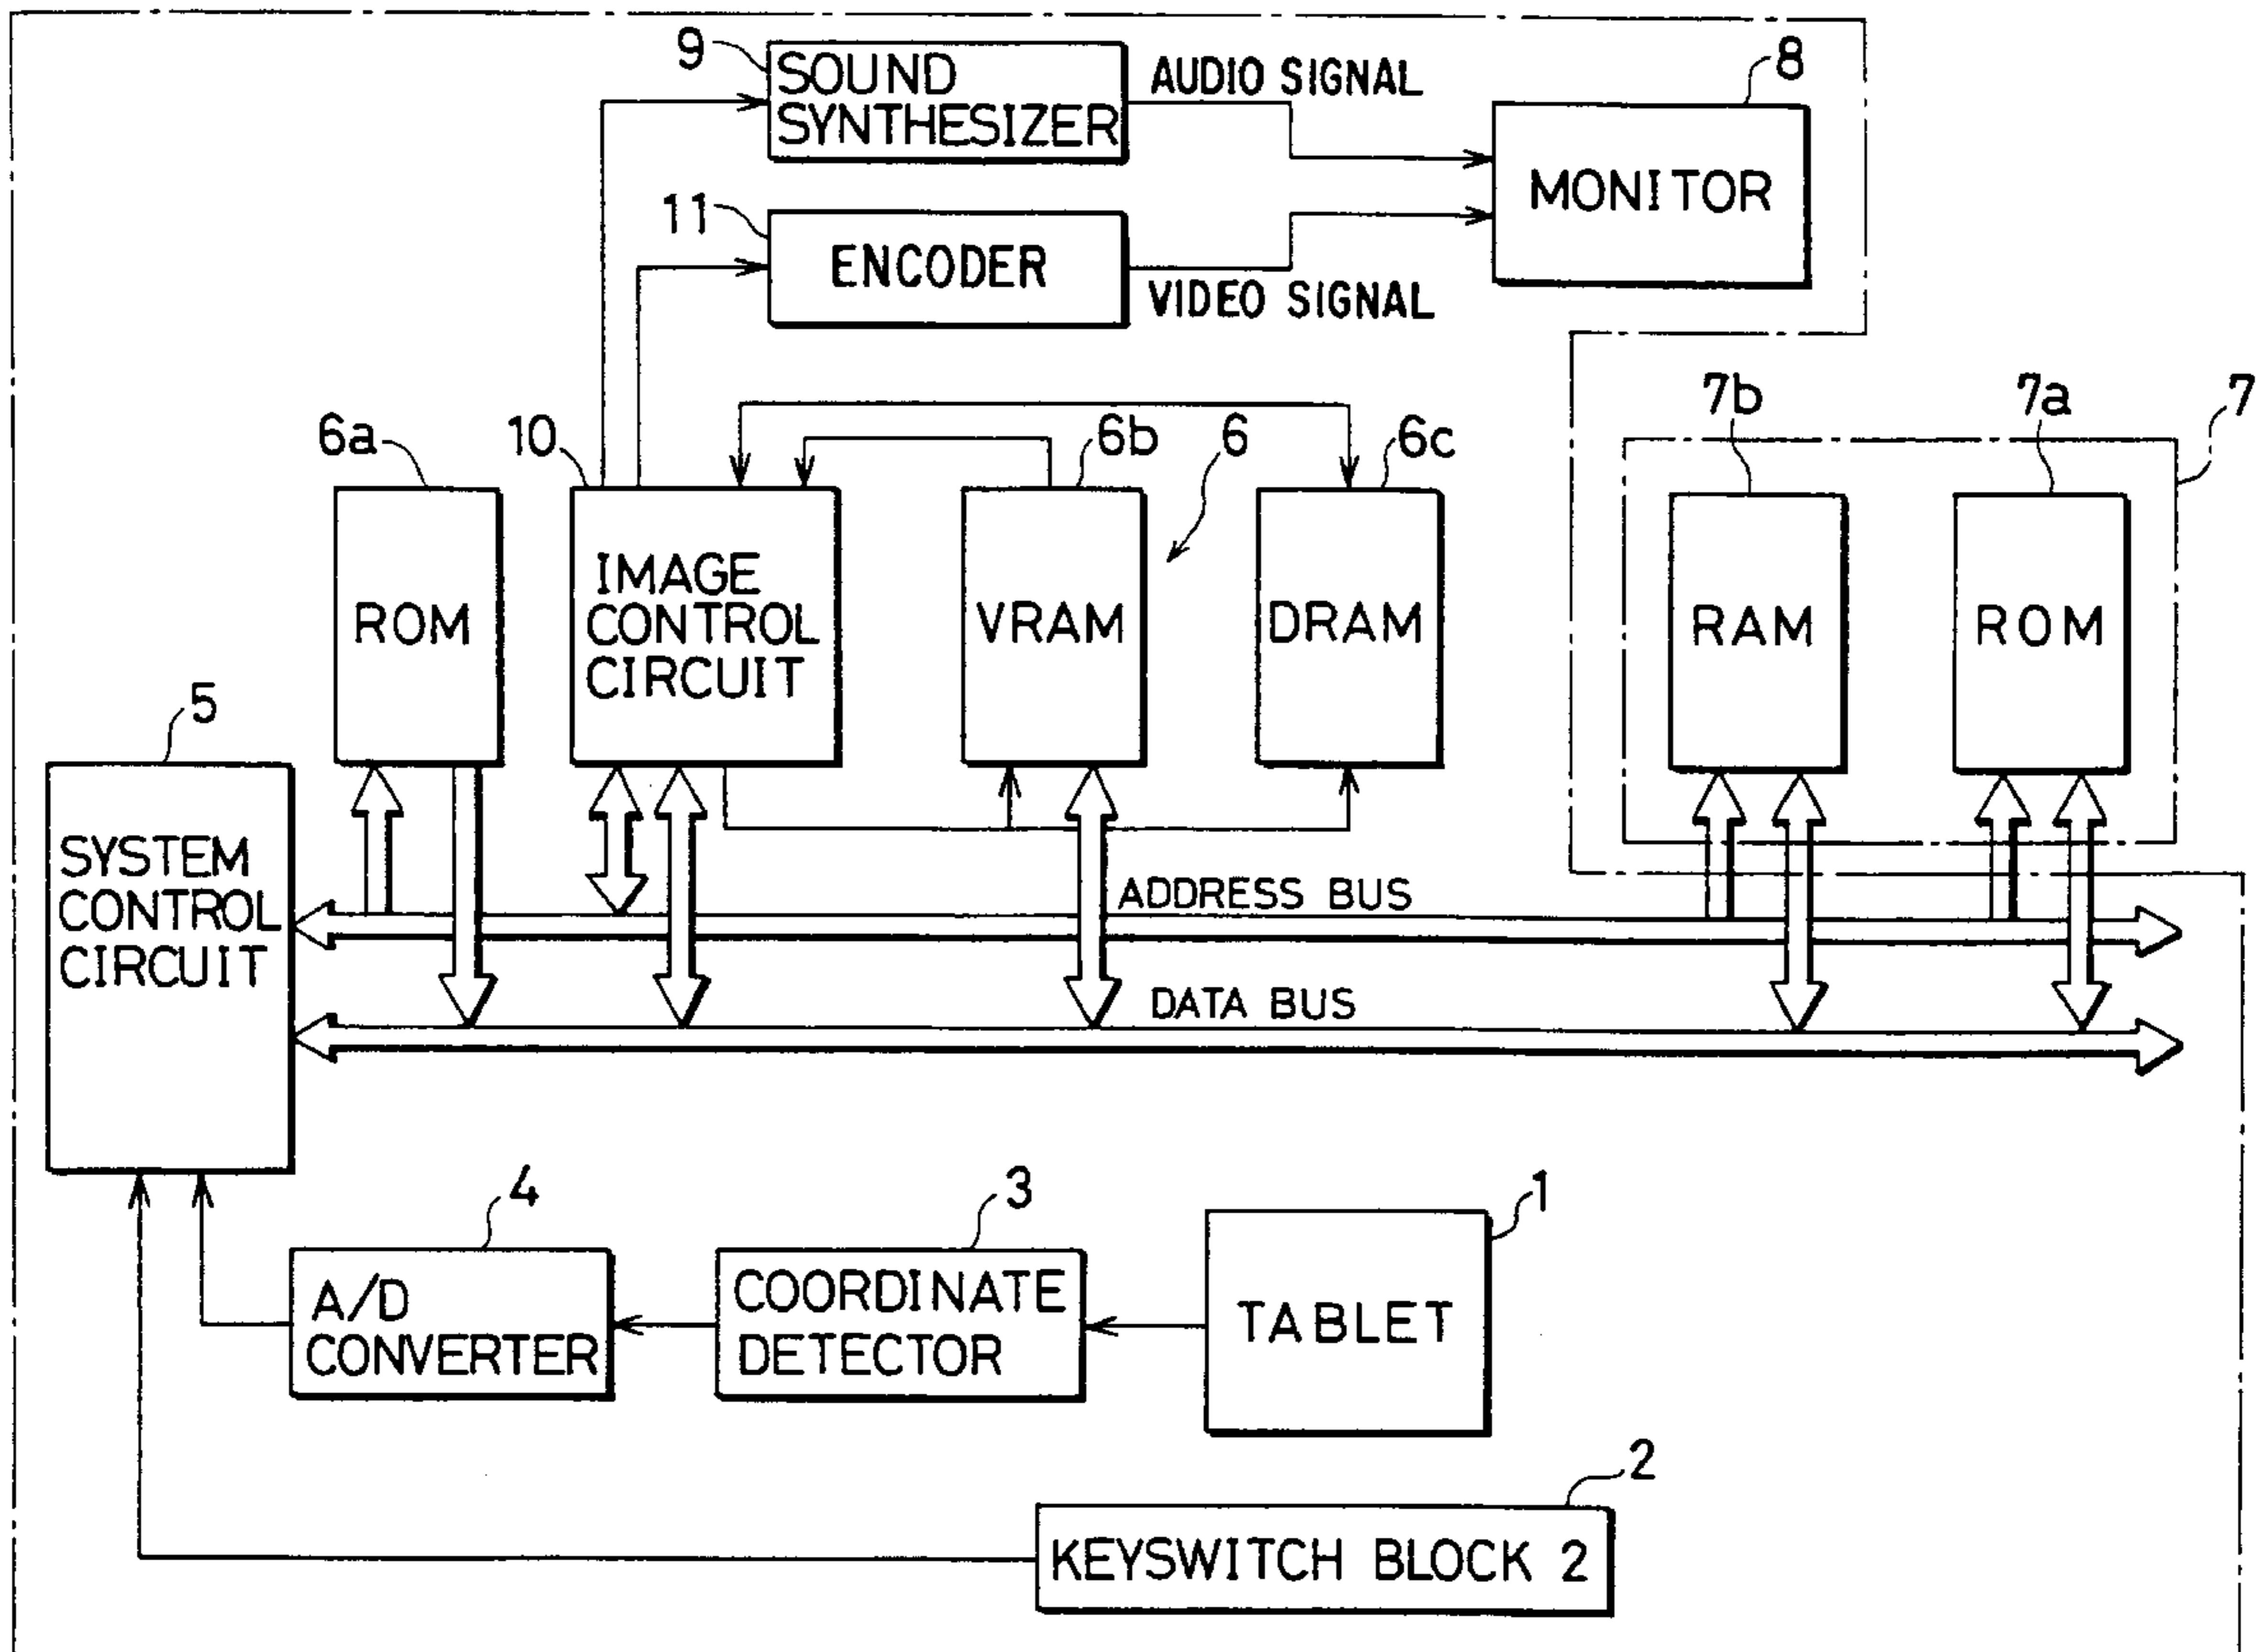 9
SOUND
SYNTHESIZER
AUDIO SIGNAL
8
MONITOR
11
ENCODER
VIDEO SIGNAL
6a
10
6b
6
6c
7b
7a
7
ROM
IMAGE
CONTROL
CIRCUIT
VRAM
DRAM
RAM
ROM
5
SYSTEM
CONTROL
CIRCUIT
ADDRESS BUS
DATA BUS
4
A/D
CONVERTER
3
COORDINATE
DETECTOR
1
TABLET
2
KEYSWITCH BLOCK 2